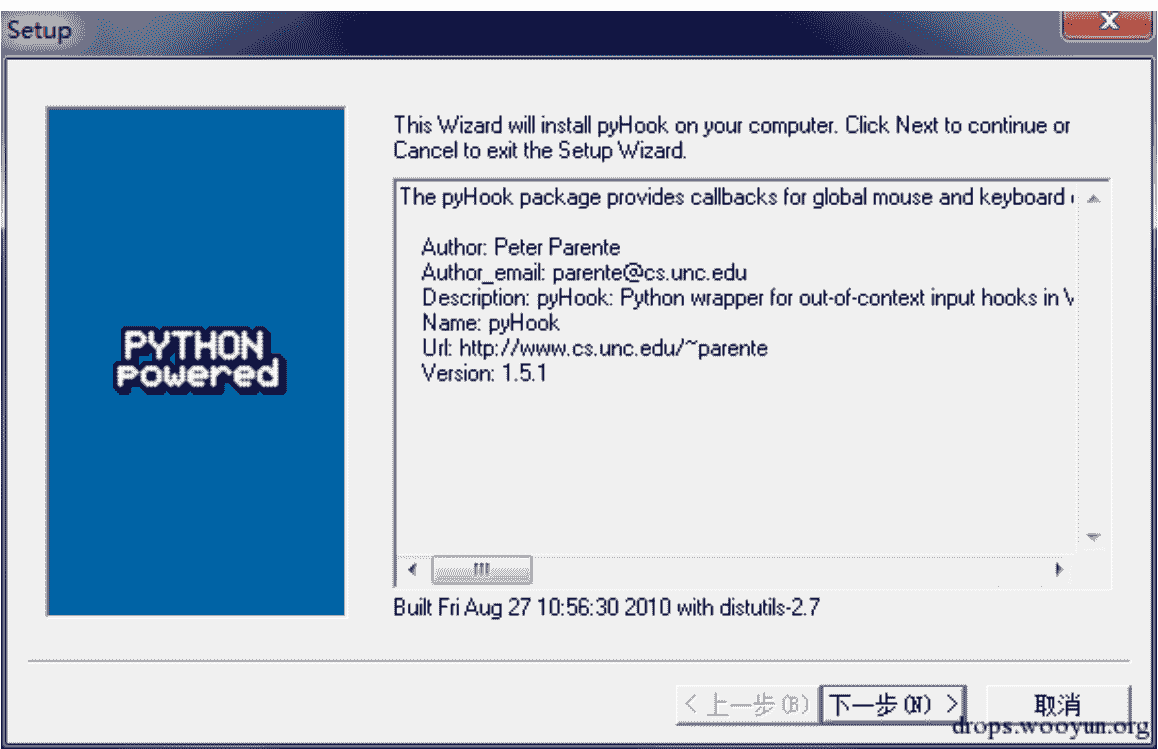 Setup
This Wizard will install pyHook on your computer. Click Next to continue or
Cancel to exit the Setup Wizard.
The pyHook package provides callbacks for global mouse and keyboard
Author: Peter Parente
Author_email: parente@cs.unc.edu
Description: pyHook: Python wrapper for out-of-context input hooks in
Name: pyHook
Url: http://www.cs.unc.edu/~parente
Version: 1.5.1
PYTHON
powered
Built Fri Aug 27 10:56:30 2010 with distutils-2.7
< 上一步(B)
下一步(N) >
取消
drops.wooyun.org